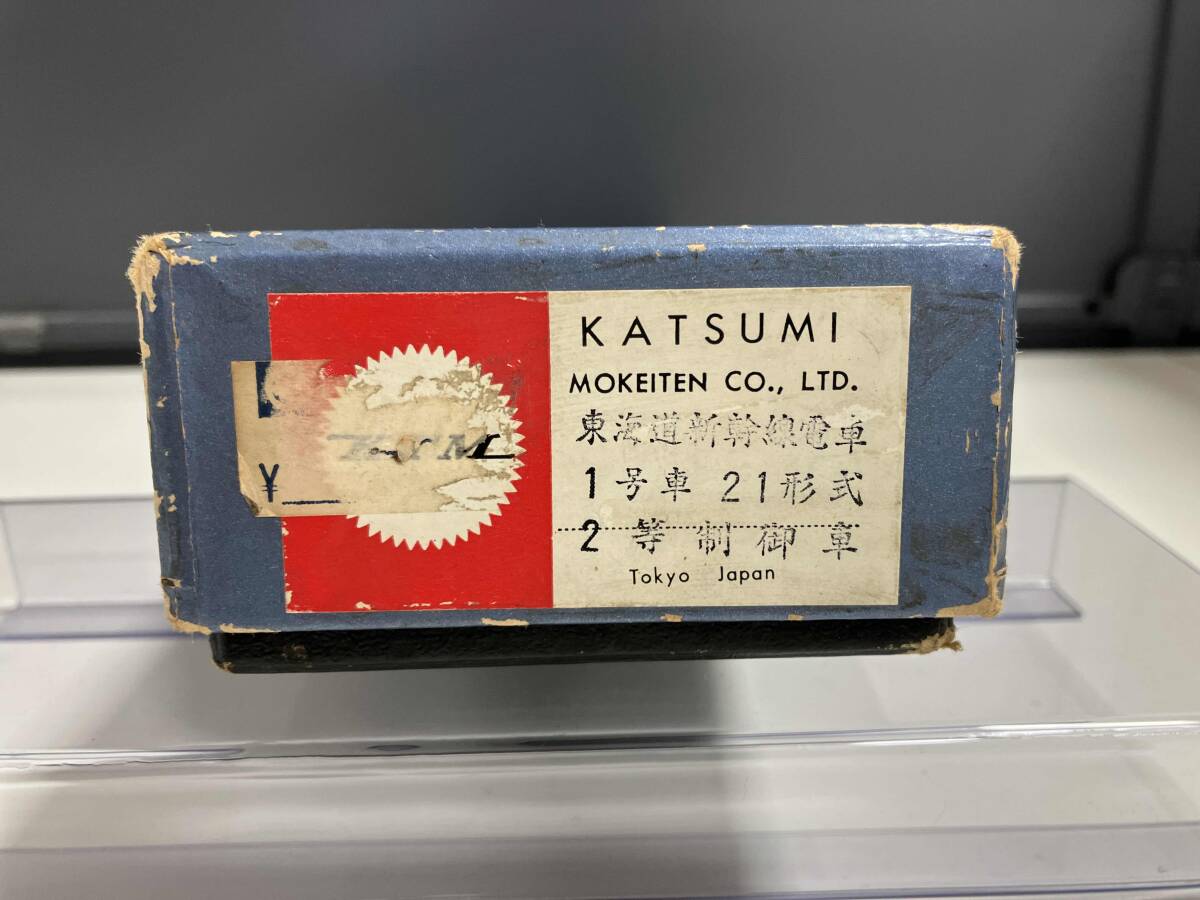 KTM
¥
KATSUMI
MOKEITEN CO., LTD.
東海道新幹線電車
1号車 21形式
2等制御車
Tokyo Japan